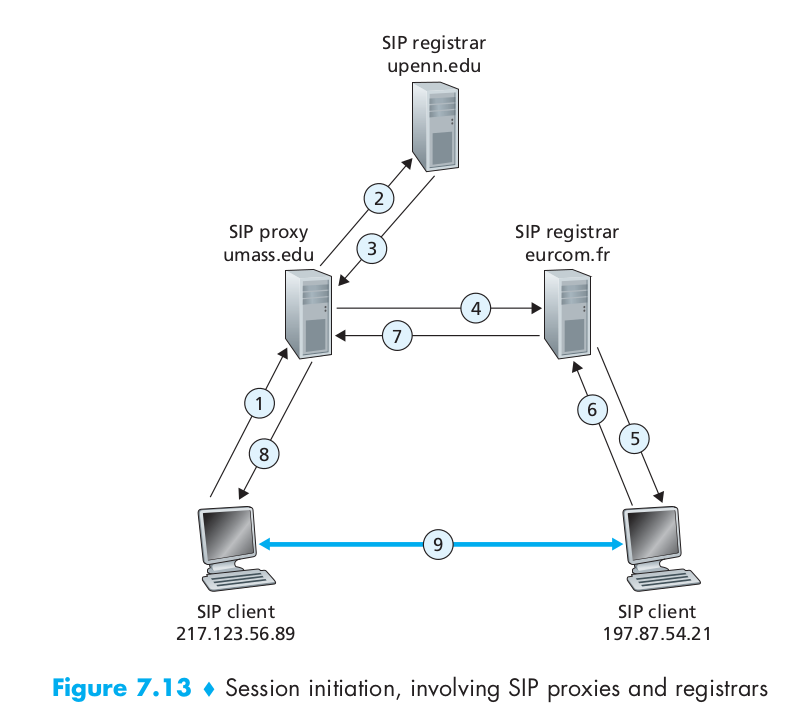 SIP registrar
upenn.edu
2
SIP proxy
umass.edu
3
SIP registrar
eurcom.fr
4
7
1
6
8
5
9
SIP client
217.123.56.89
SIP client
197.87.54.21
Figure 7.13 ♦ Session initiation, involving SIP proxies and registrars